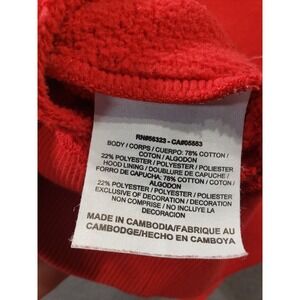 RN#56323 - CA#05553
BODY / CORPS / CUERPO: 78% COTTON /
COTON / ALGODON
22% POLYESTER / POLYESTER / POLIESTER
HOOD LINING / DOUBLURE DE CAPUCHE /
FORRO DE CAPUCHA: 78% COTTON / COTON /
ALGODON
22% POLYESTER / POLYESTER / POLIESTER
EXCLUSIVE OF DECORATION / DECORATION
NON COMPRISE / NO INCLUYE LA
DECORACION
MADE IN CAMBODIA/FABRIQUE AU
CAMBODGE/HECHO EN CAMBOYA